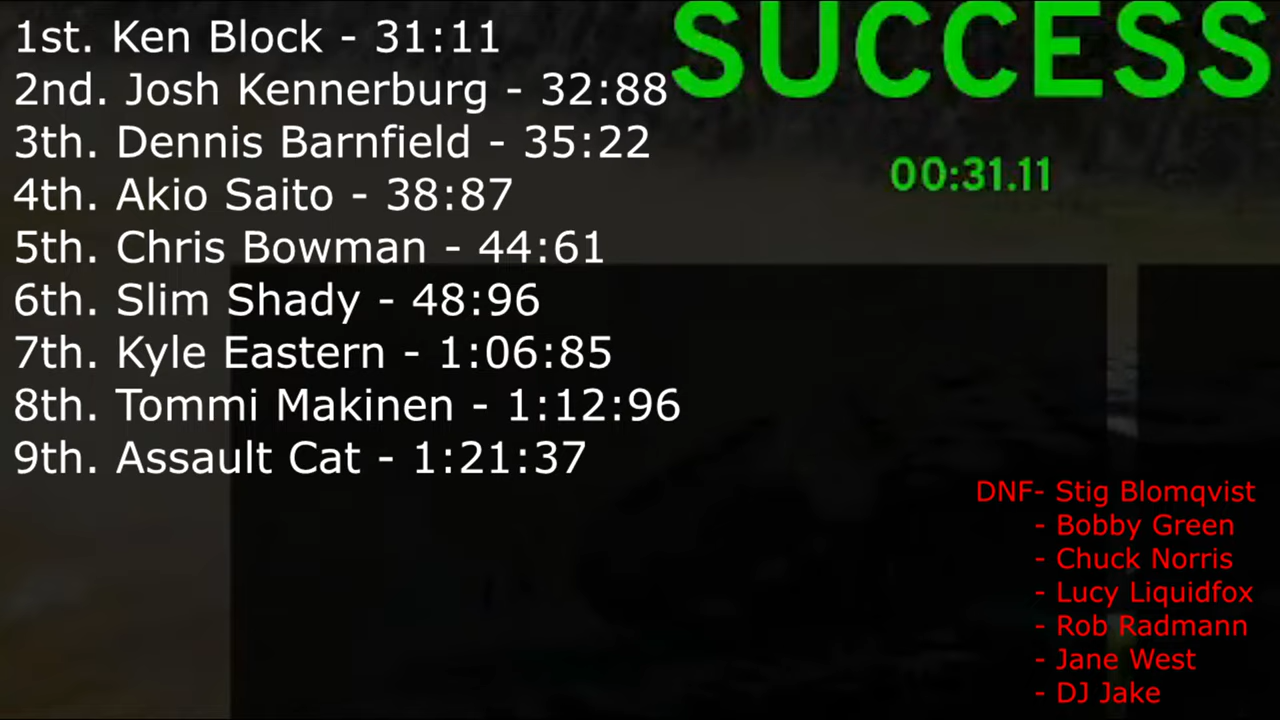 1st. Ken Block - 31:11
2nd. Josh Kennerburg - 32:88
3th. Dennis Barnfield - 35:22
4th. Akio Saito - 38:87
5th. Chris Bowman - 44:61
6th. Slim Shady - 48:96
7th. Kyle Eastern - 1:06:85
8th. Tommi Makinen - 1:12:96
9th. Assault Cat - 1:21:37
SUCCESS
00:31.11
DNF- Stig Blomqvist
- Bobby Green
- Chuck Norris
- Lucy Liquidfox
- Rob Radmann
- Jane West
- DJ Jake